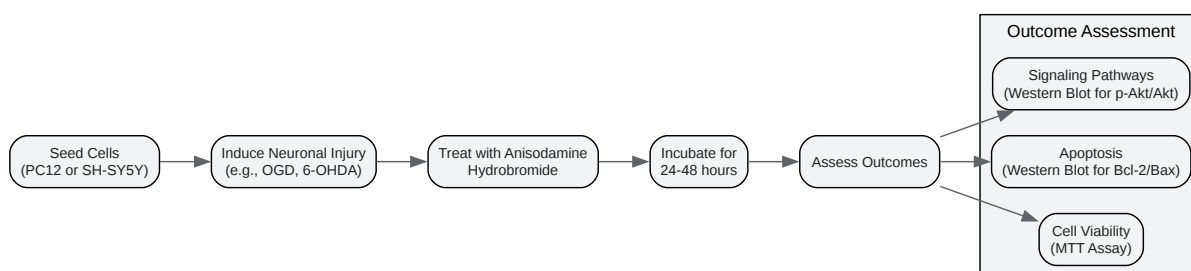 Seed Cells
(PC12 or SH-SY5Y)
Induce Neuronal Injury
(e.g., OGD, 6-OHDA)
Treat with Anisodamine
Hydrobromide
Incubate for
24-48 hours
Assess Outcomes
Outcome Assessment
Signaling Pathways
(Western Blot for p-Akt/Akt)
Apoptosis
(Western Blot for Bcl-2/Bax)
Cell Viability
(MTT Assay)